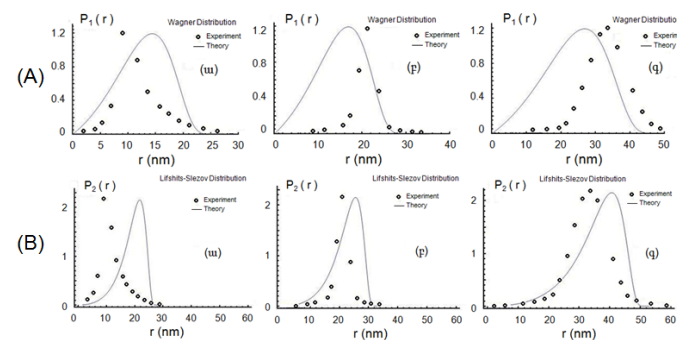 P₁ ( r ) Wagner Distribution
Experiment
Theory
(ɯ)
1.2
0.8
0.4
0
0 5 10 15 20 25 30
r (nm)
P₁ ( r ) Wagner Distribution
Experiment
Theory
(p)
1.2
0.8
0.4
0
0 10 20 30 40
r (nm)
P₁ ( r ) Wagner Distribution
Experiment
Theory
(q)
1.2
0.8
0.4
0
0 10 20 30 40 50
r (nm)
(A)
P₂ ( r ) Lifshits-Slezov Distribution
Experiment
Theory
(ɯ)
2
1
0
0 10 20 30 40 50
r (nm)
P₂ ( r ) Lifshits-Slezov Distribution
Experiment
Theory
(p)
2
1
0
0 10 20 30 40 50 60
r (nm)
P₂ ( r ) Lifshits-Slezov Distribution
Experiment
Theory
(q)
2
1
0
0 10 20 30 40 50 60
r (nm)
(B)